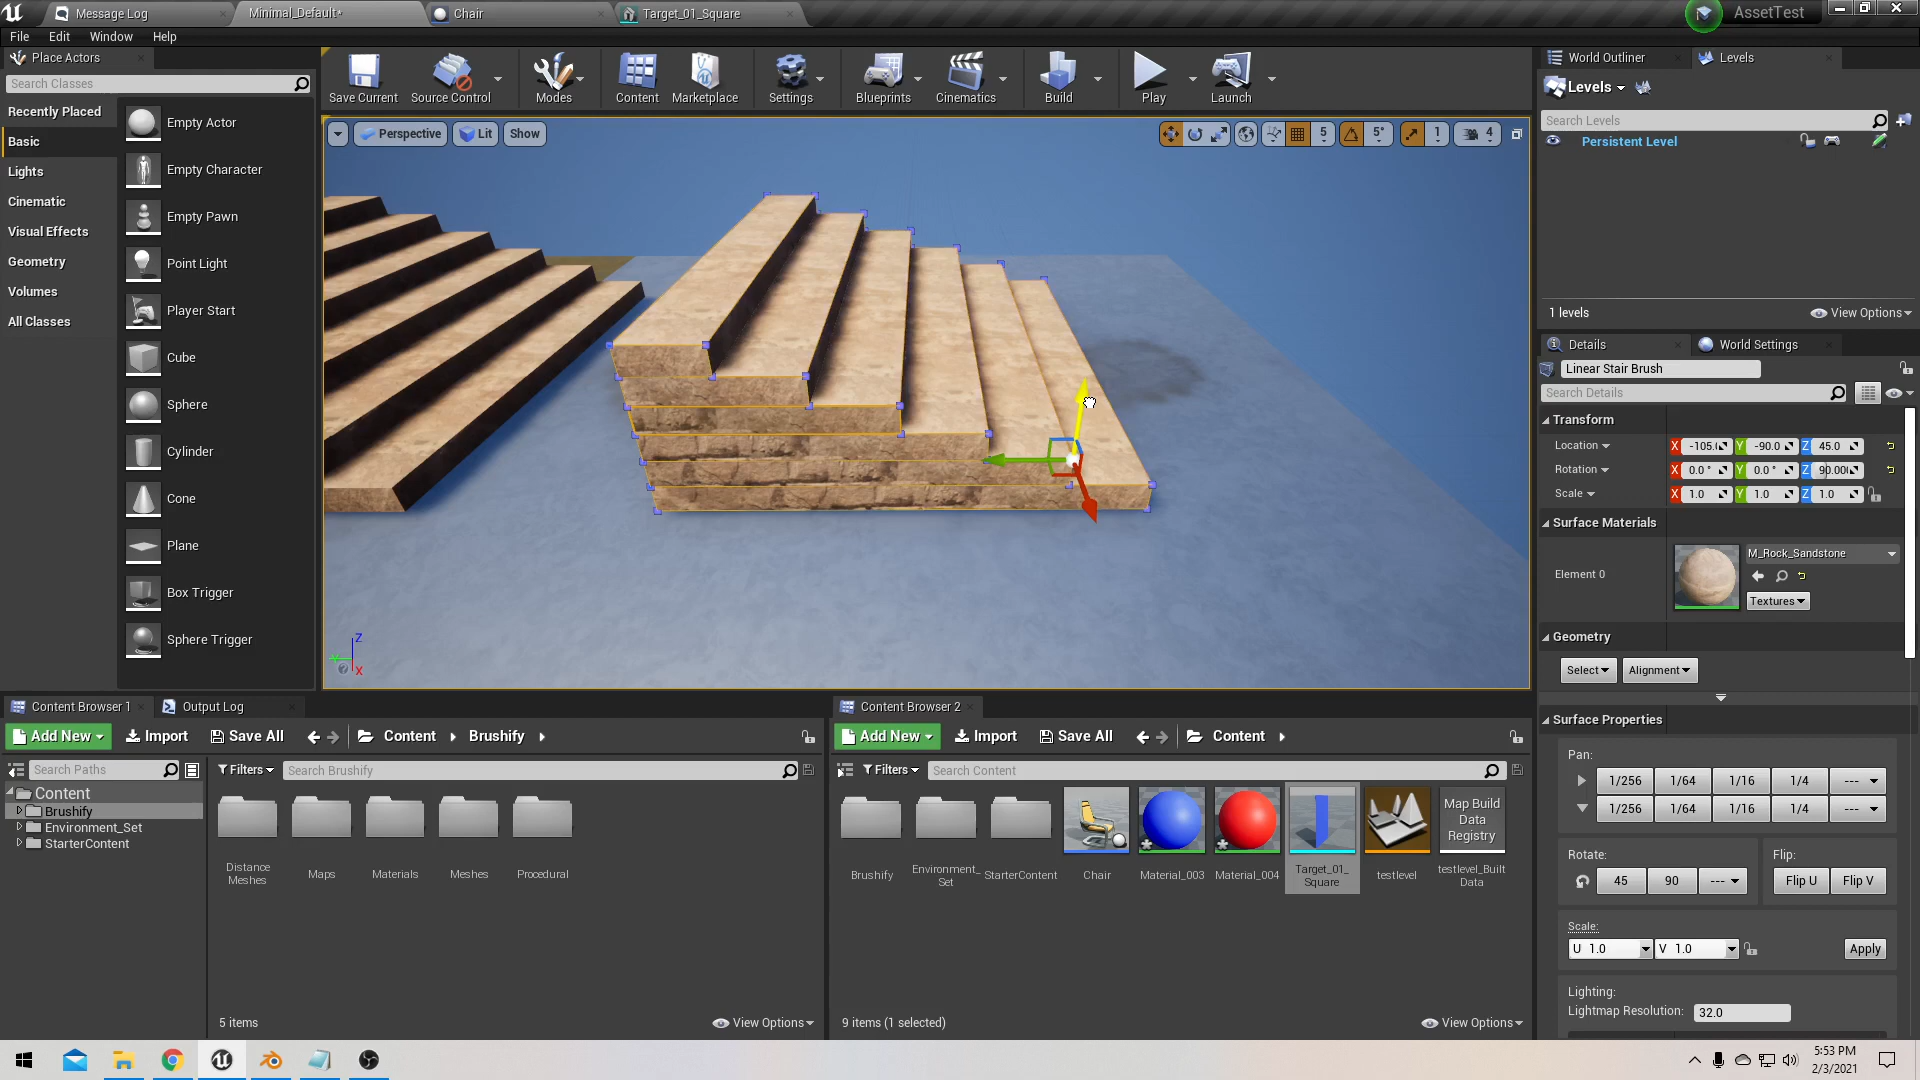 Message Log
Minimal_Default*
Chair
Target_01_Square
AssetTest
File
Edit
Window
Help
Place Actors
Search Classes
Recently Placed
Basic
Lights
Cinematic
Visual Effects
Geometry
Volumes
All Classes
Empty Actor
Empty Character
Empty Pawn
Point Light
Player Start
Cube
Sphere
Cylinder
Cone
Plane
Box Trigger
Sphere Trigger
Save Current
Source Control
Modes
Content
Marketplace
Settings
Blueprints
Cinematics
Build
Play
Launch
Perspective
Lit
Show
5
5°
1
4
Z
Y
X
World Outliner
Levels
Levels
Search Levels
Persistent Level
1 levels
View Options
Details
World Settings
Linear Stair Brush
Search Details
Transform
Location
X -105.( Y -90.0 Z 45.0
Rotation
X 0.0 ° Y 0.0 ° Z 90.00(
Scale
X 1.0 Y 1.0 Z 1.0
Surface Materials
Element 0
M_Rock_Sandstone
Textures
Geometry
Select
Alignment
Surface Properties
Pan:
1/256 1/64 1/16 1/4 ---
1/256 1/64 1/16 1/4 ---
Rotate:
Flip:
45 90 ---
Flip U Flip V
Scale:
U 1.0 V 1.0
Apply
Lighting:
Lightmap Resolution: 32.0
Content Browser 1
Output Log
Add New
Import
Save All
Content
Brushify
Search Paths
Filters
Search Brushify
Content
Brushify
Environment_Set
StarterContent
Distance
Meshes
Maps
Materials
Meshes
Procedural
5 items
View Options
Content Browser 2
Add New
Import
Save All
Content
Filters
Search Content
Map Build
Data
Registry
Brushify
Environment_
Set
StarterContent
Chair
Material_003
Material_004
Target_01_
Square
testlevel
testlevel_Built
Data
9 items (1 selected)
View Options
5:53 PM
2/3/2021